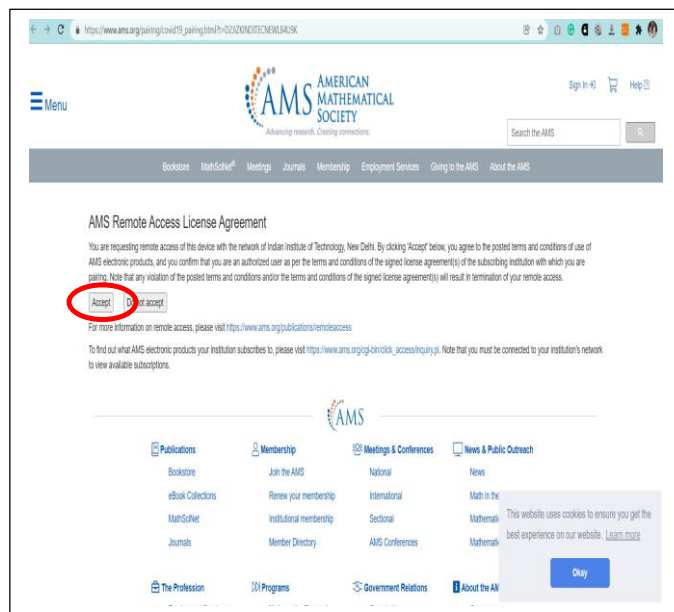 https://www.ams.org/pairing/covid19_pairing.html?t=D2JIZKINDITECNEWL84U9K
Menu
AMS AMERICAN
MATHEMATICAL
SOCIETY
Advancing research. Creating connections.
Sign In
Help
Search the AMS
Bookstore MathSciNet® Meetings Journals Membership Employment Services Giving to the AMS About the AMS
AMS Remote Access License Agreement
You are requesting remote access of this device with the network of Indian Institute of Technology, New Delhi. By clicking 'Accept' below, you agree to the posted terms and conditions of use of
AMS electronic products, and you confirm that you are an authorized user as per the terms and conditions of the signed license agreement(s) of the subscribing institution with which you are
pairing. Note that any violation of the posted terms and conditions and/or the terms and conditions of the signed license agreement(s) will result in termination of your remote access.
Accept Do not accept
For more information on remote access, please visit https://www.ams.org/publications/remoteaccess
To find out what AMS electronic products your institution subscribes to, please visit https://www.ams.org/cgi-bin/click_access/inquiry.pl. Note that you must be connected to your institution's network
to view available subscriptions.
AMS
Publications Membership Meetings & Conferences News & Public Outreach
Bookstore Join the AMS National News
eBook Collections Renew your membership International Math in the
MathSciNet Institutional membership Sectional Mathemati
Journals Member Directory AMS Conferences Mathemati
This website uses cookies to ensure you get the
best experience on our website. Learn more
Okay
The Profession Programs Government Relations About the AM